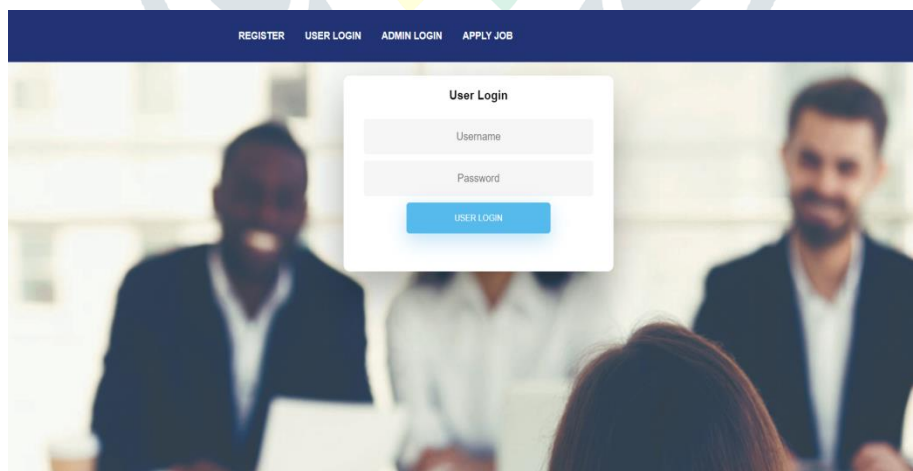 REGISTER USER LOGIN ADMIN LOGIN APPLY JOB
User Login
Username
Password
USER LOGIN